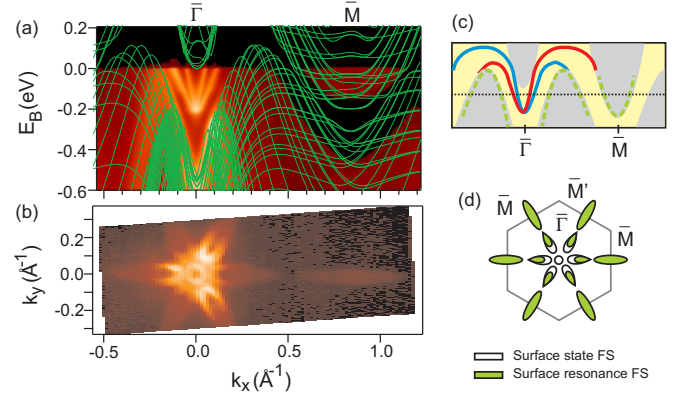 Γ̄
M̄
(a)
0.2
0.0
-0.2
-0.4
-0.6
E_B(eV)
(b)
0.2
0.0
-0.2
k_y(Å⁻¹)
-0.5
0.0
0.5
1.0
k_x(Å⁻¹)
(c)
Γ̄
M̄
(d)
M̄'
M̄
Γ̄
M̄
Surface state FS
Surface resonance FS